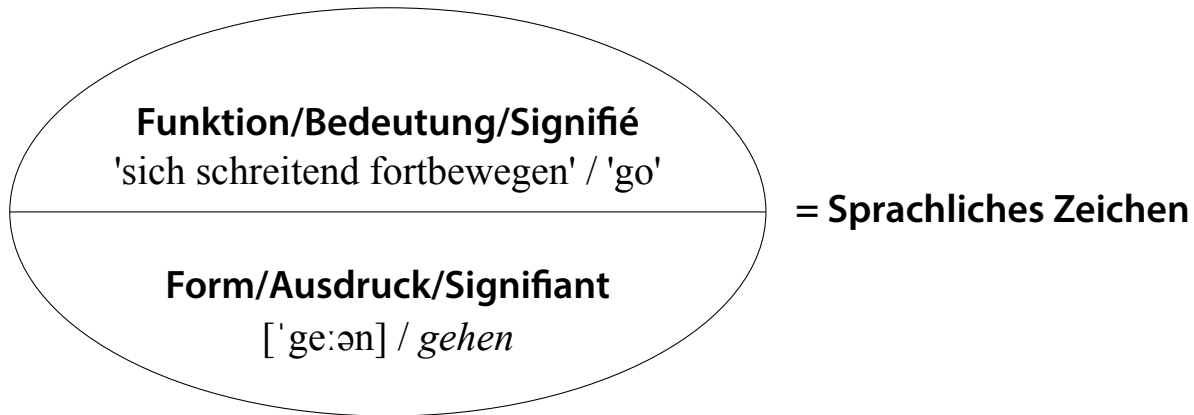 Funktion/Bedeutung/Signifié
'sich schreitend fortbewegen' / 'go'
= Sprachliches Zeichen
Form/Ausdruck/Signifiant
[ˈgeːən] / gehen